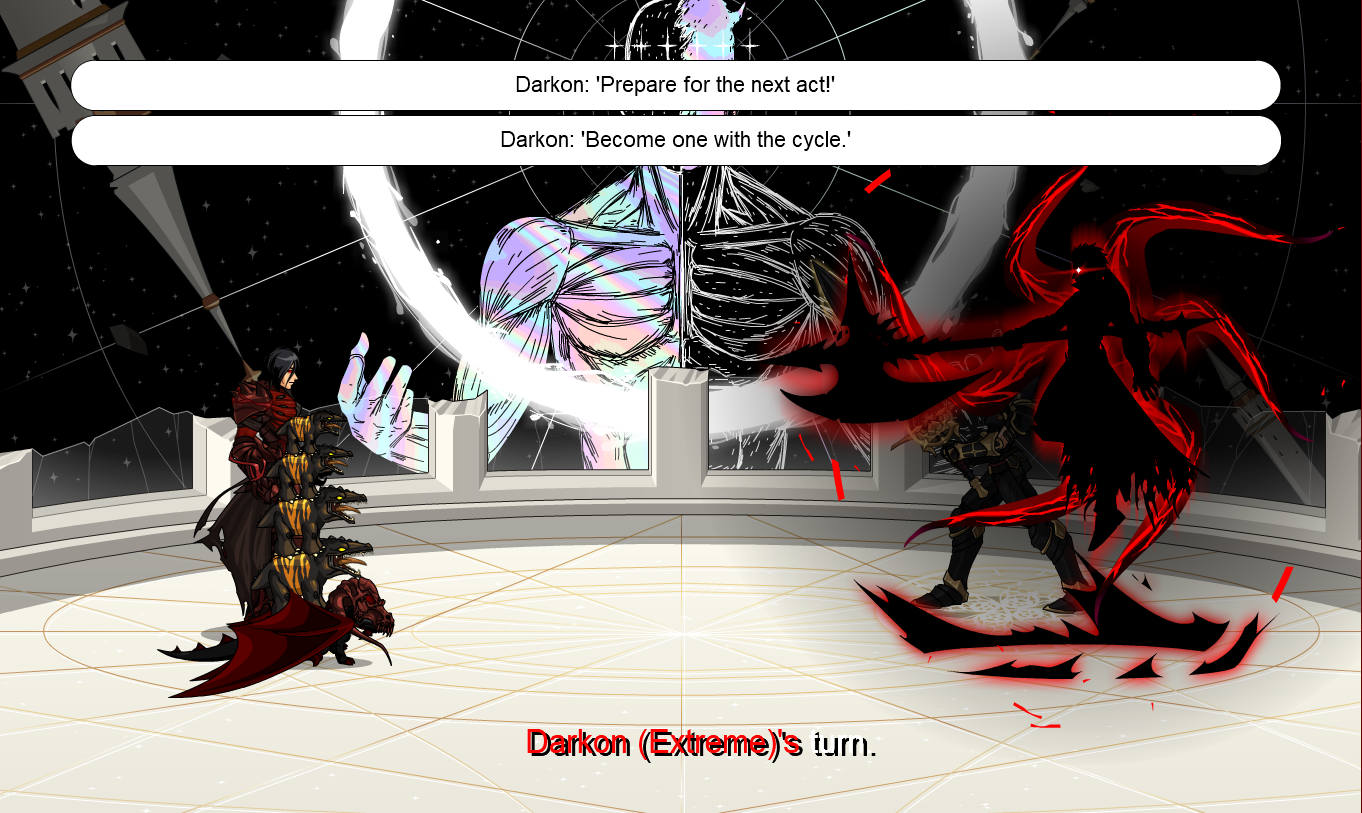 Darkon: 'Prepare for the next act!'
Darkon: 'Become one with the cycle.'
Darkon (Extreme)'s turn.